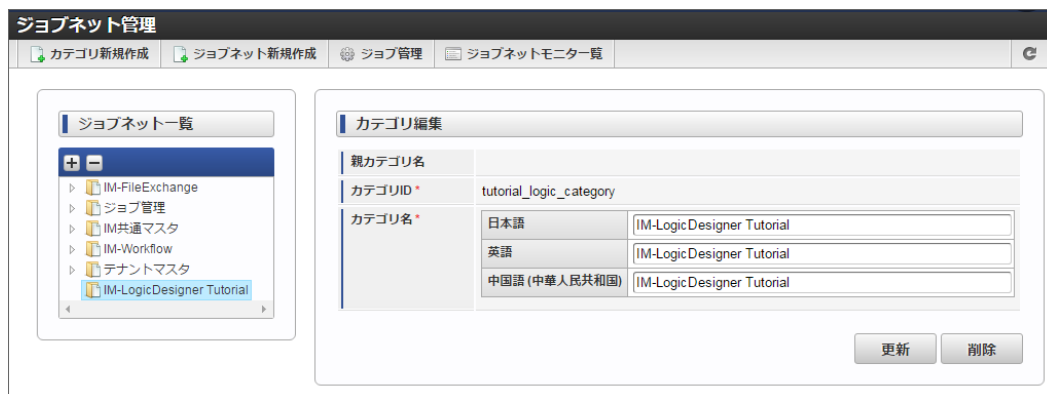 ジョブネット管理
カテゴリ新規作成 ジョブネット新規作成 ジョブ管理 ジョブネットモニタ一覧
ジョブネット一覧
IM-FileExchange
ジョブ管理
IM共通マスタ
IM-Workflow
テナントマスタ
IM-LogicDesigner Tutorial
カテゴリ編集
親カテゴリ名
カテゴリID * tutorial_logic_category
カテゴリ名 *
日本語 IM-LogicDesigner Tutorial
英語 IM-LogicDesigner Tutorial
中国語 (中華人民共和国) IM-LogicDesigner Tutorial
更新 削除